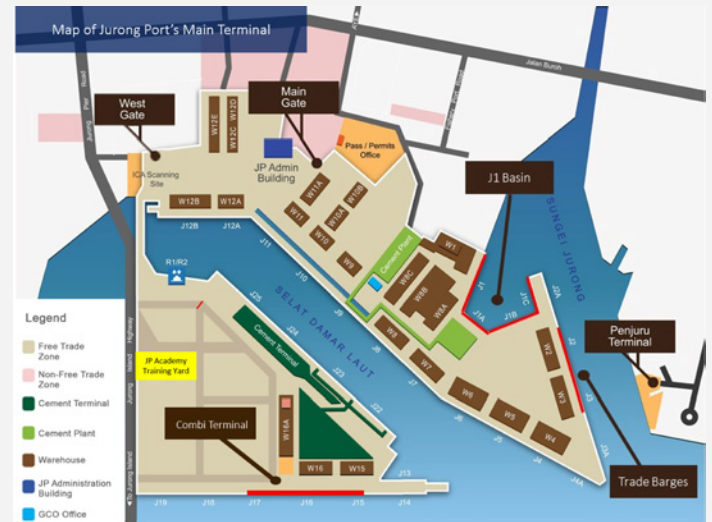 Map of Jurong Port's Main Terminal
Jalan Buroh
Jurong Pier Road
West
Gate
Main
Gate
W12E
W12D
W12C
Pass / Permits
Office
JP Admin
Building
ICA Scanning
Site
J1 Basin
SUNGEI JURONG
W11A
W10B
W10A
W11
W10
W9
W12B
W12A
J12B
J12A
J11
J10
J9
Cement Plant
W1
W8C
W8B
W8A
W8
W7
W6
W5
W4
W3
W2
J1
J1A
J1B
J1C
J2A
J2
J3
J3A
J4A
J4
J5
J6
J7
J8
R1/R2
SELAT DAMAR LAUT
J25
J24
J23
J22
Cement Terminal
Penjuru
Terminal
Trade Barges
Legend
Free Trade
Zone
Non-Free Trade
Zone
Cement Terminal
Cement Plant
Warehouse
JP Administration
Building
GCO Office
JP Academy
Training Yard
Jurong Island Highway
To Jurong Island
Combi Terminal
W16A
W16
W15
J13
J14
J15
J16
J17
J18
J19